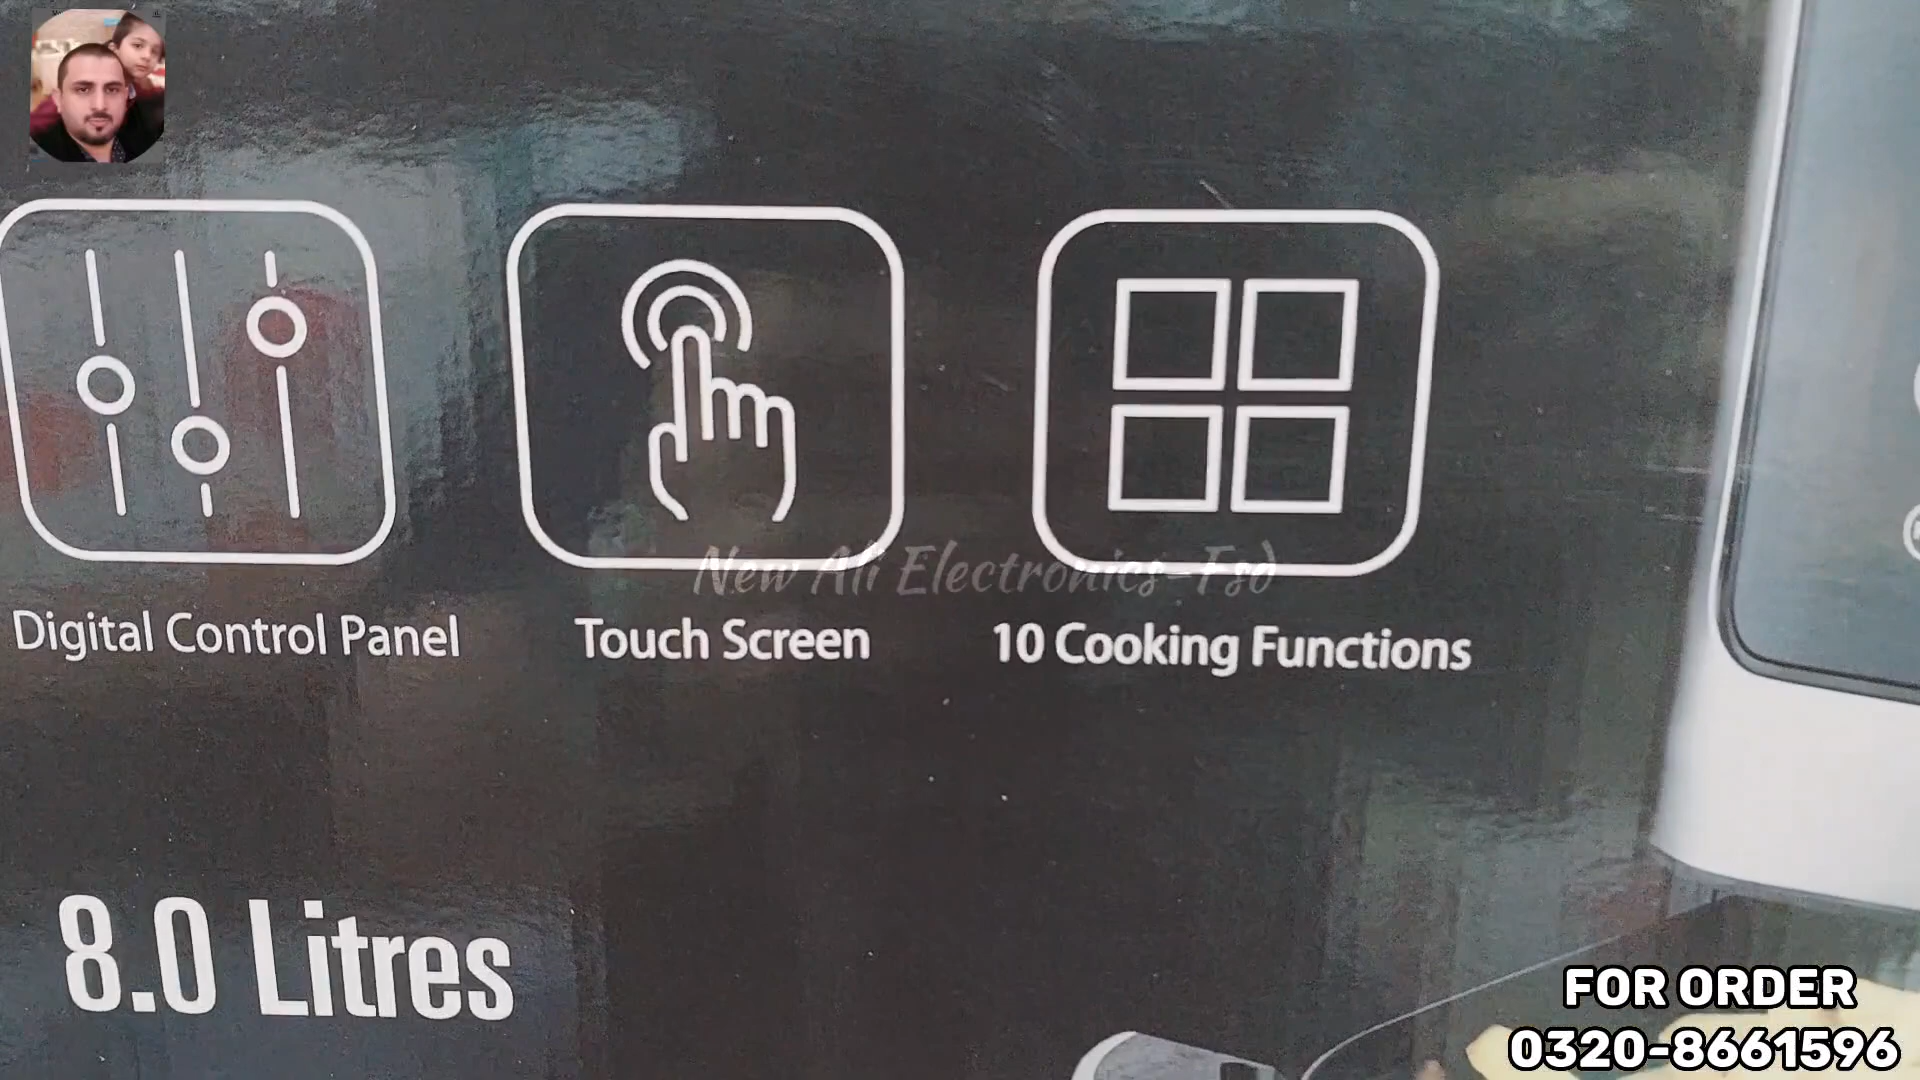 Digital Control Panel
Touch Screen
10 Cooking Functions
New Ali Electronics-Fsd
8.0 Litres
FOR ORDER
0320-8661596